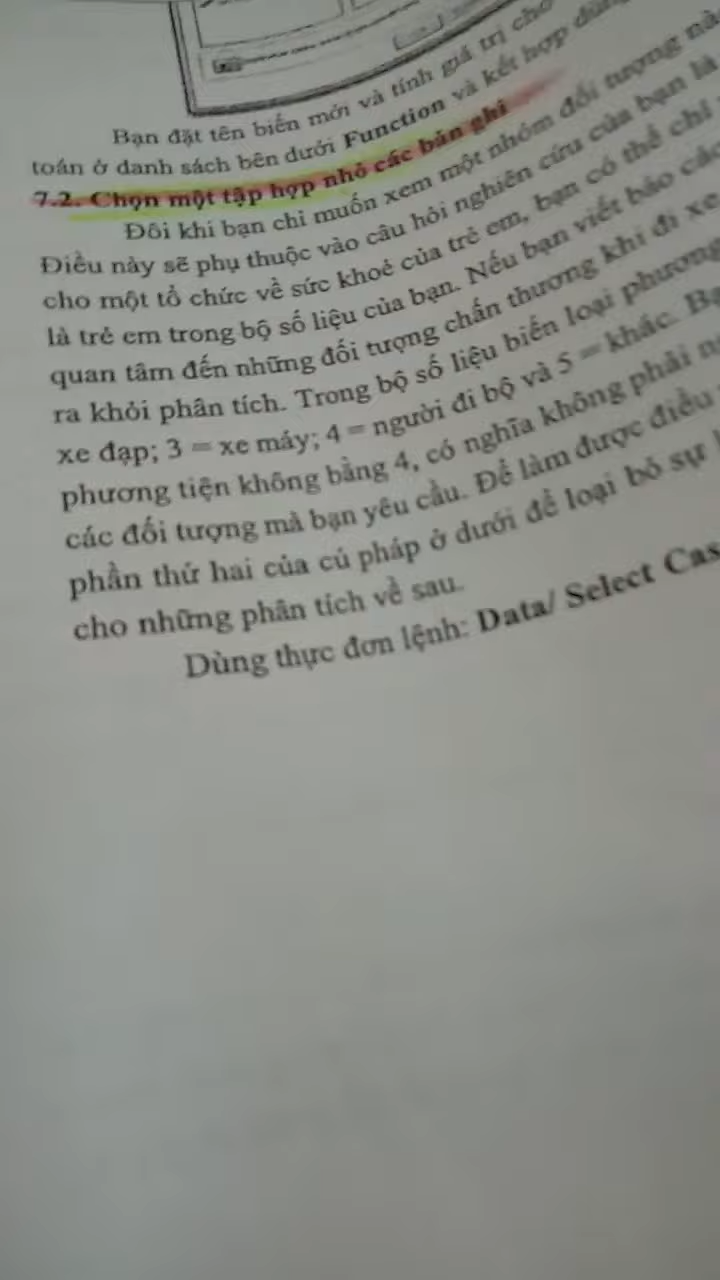 Bạn đặt tên biến mới và tính giá trị cho
toán ở danh sách bên dưới Function và kết hợp dùng
7.2. Chọn một tập hợp nhỏ các bản ghi
Đôi khi bạn chỉ muốn xem một nhóm đối tượng
Điều này sẽ phụ thuộc vào câu hỏi nghiên cứu của bạn là
cho một tổ chức về sức khoẻ của trẻ em, bạn có thể chỉ
là trẻ em trong bộ số liệu của bạn. Nếu bạn viết báo cáo
quan tâm đến những đối tượng chấn thương khi đi xe
ra khỏi phân tích. Trong bộ số liệu biến loại phương
xe đạp; 3 = xe máy; 4 = người đi bộ và 5 = khác.
phương tiện không bằng 4, có nghĩa không phải
các đối tượng mà bạn yêu cầu. Để làm được điều
phần thứ hai của cú pháp ở dưới để loại bỏ sự
cho những phân tích về sau.
Dùng thực đơn lệnh: Data/ Select Cas